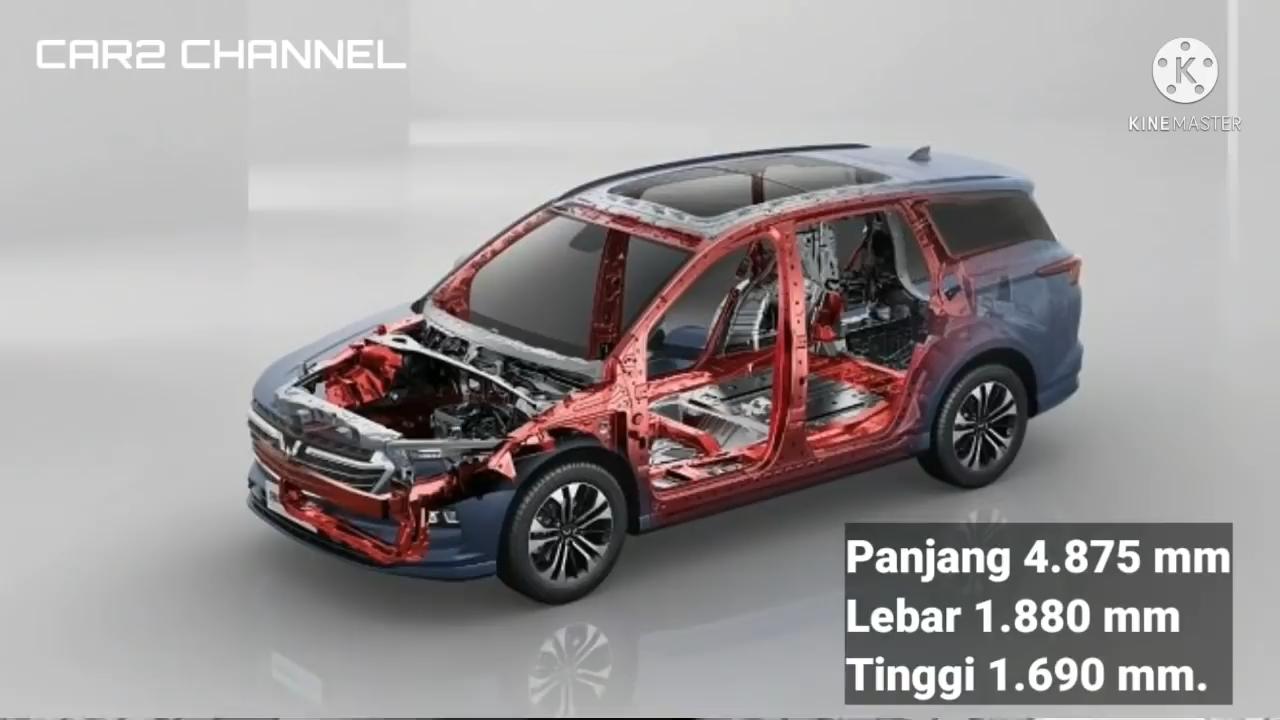 CAR2 CHANNEL
K
KINEMASTER
Panjang 4.875 mm
Lebar 1.880 mm
Tinggi 1.690 mm.